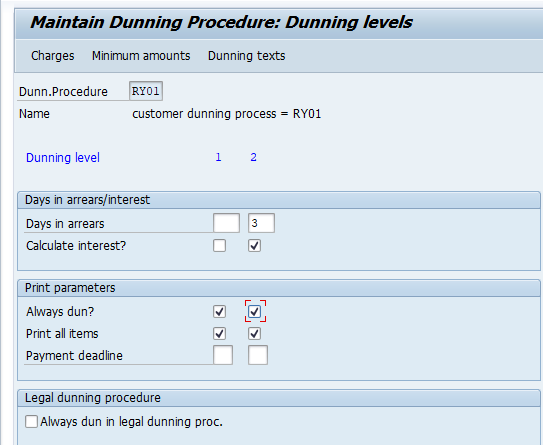 Maintain Dunning Procedure: Dunning levels
Charges Minimum amounts Dunning texts
Dunn.Procedure RY01
Name customer dunning process = RY01
Dunning level 1 2
Days in arrears/interest
Days in arrears 3
Calculate interest?
Print parameters
Always dun?
Print all items
Payment deadline
Legal dunning procedure
Always dun in legal dunning proc.